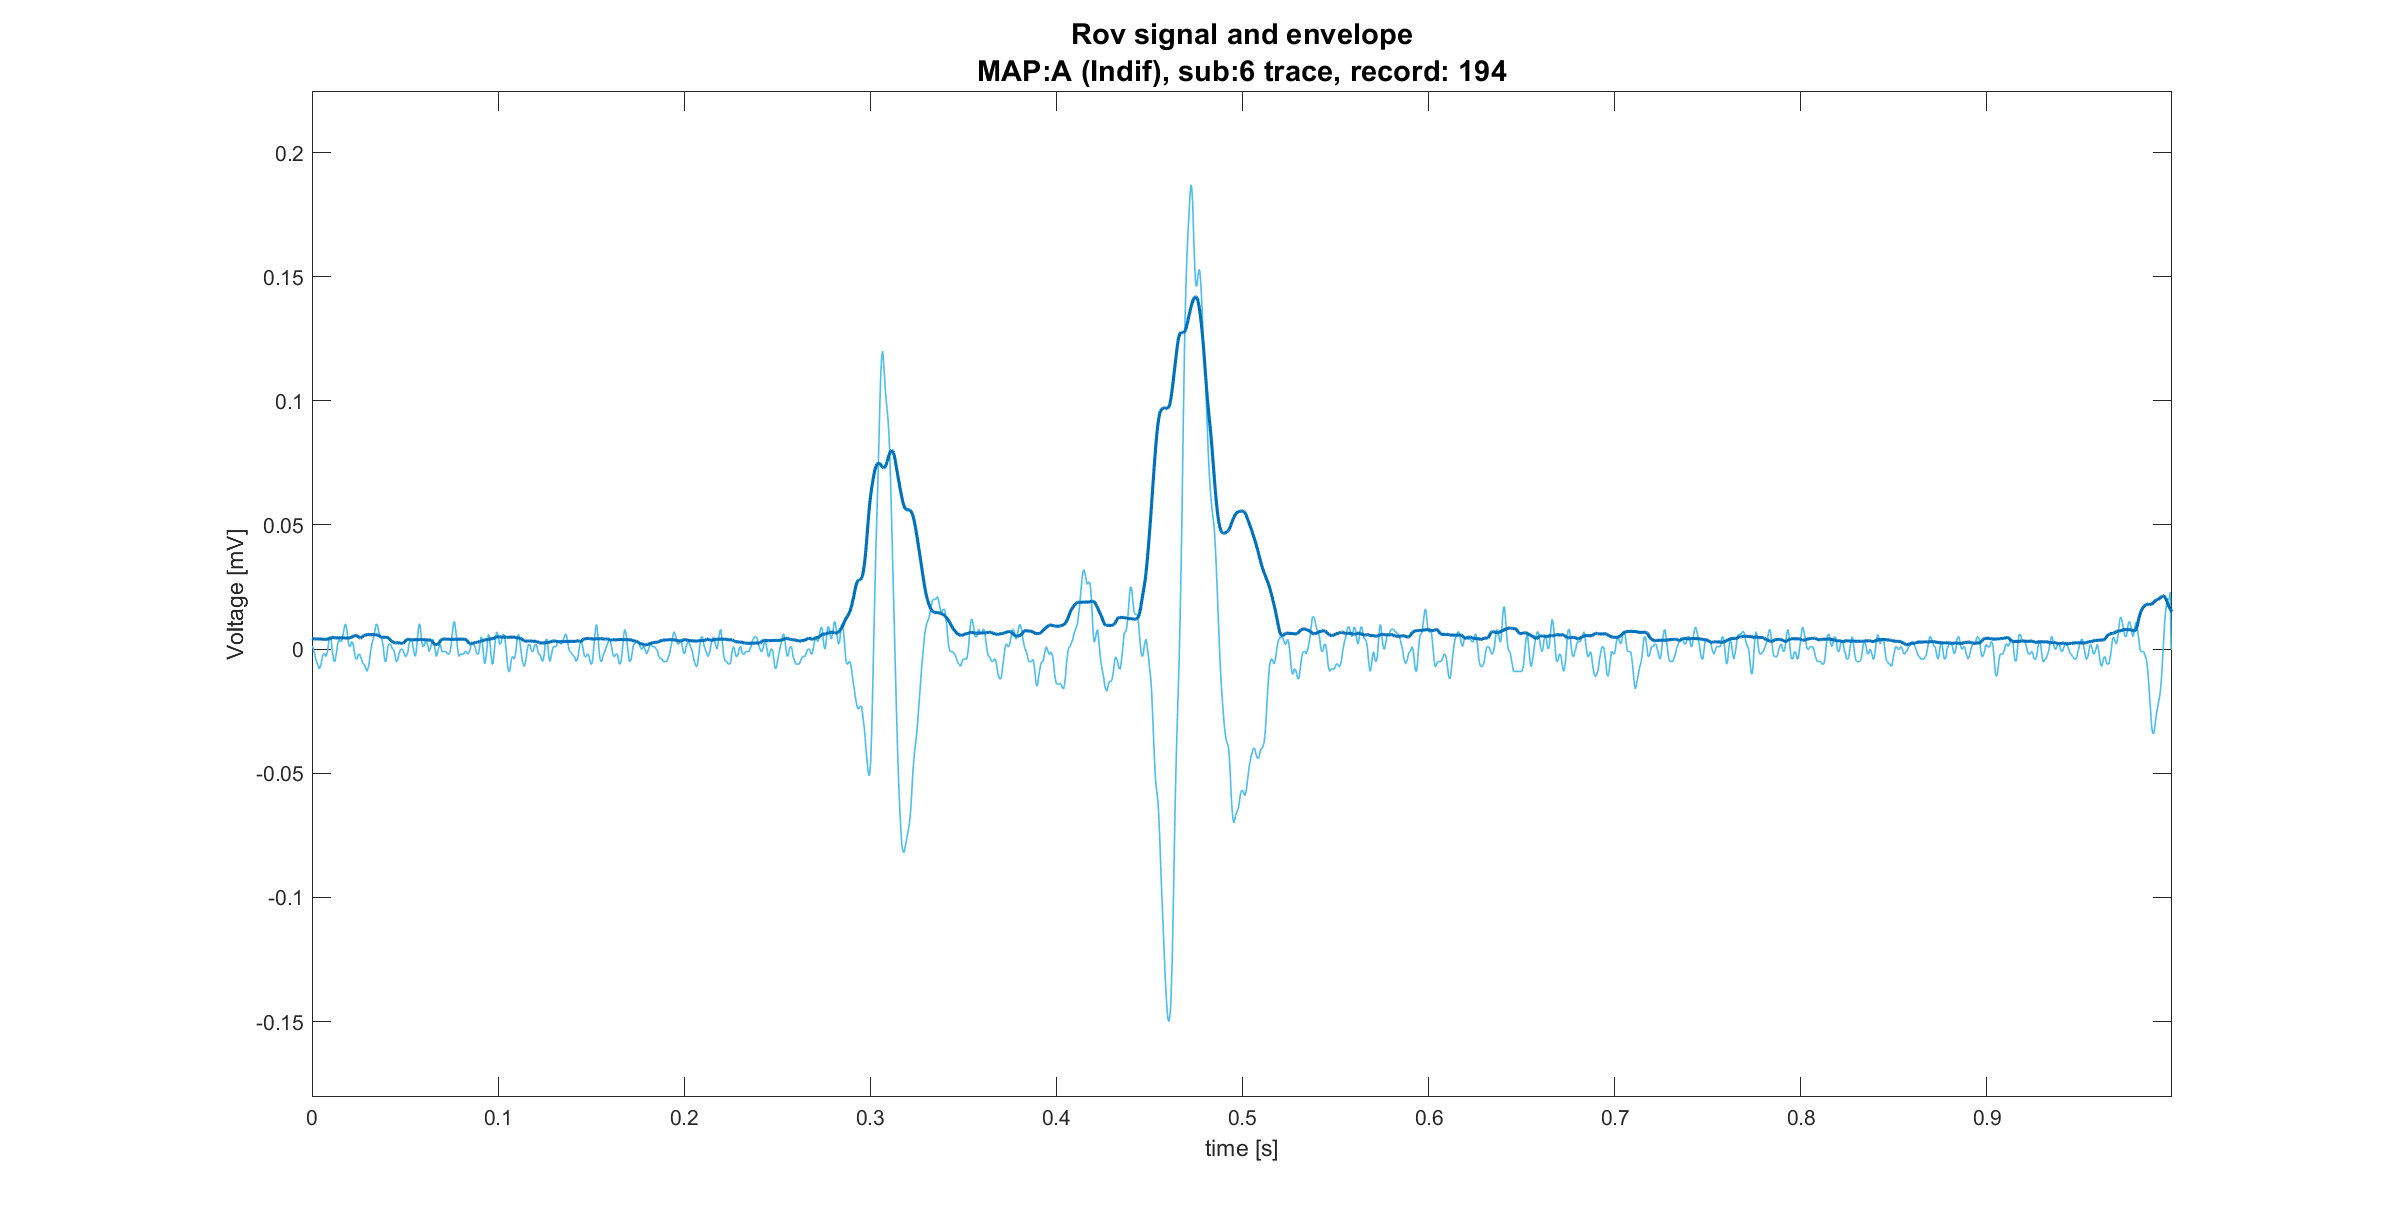 Rov signal and envelope
MAP:A (Indif), sub:6 trace, record: 194
0.2
0.15
0.1
0.05
0
-0.05
-0.1
-0.15
Voltage [mV]
0 0.1 0.2 0.3 0.4 0.5 0.6 0.7 0.8 0.9
time [s]